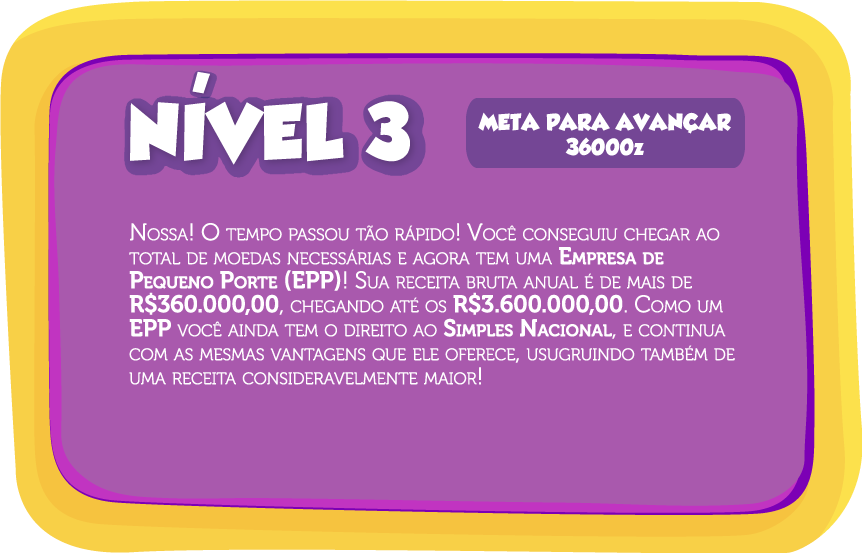 NÍVEL 3
META PARA AVANÇAR
36000z
Nossa! O tempo passou tão rápido! Você conseguiu chegar ao
total de moedas necessárias e agora tem uma Empresa de
Pequeno Porte (EPP)! Sua receita bruta anual é de mais de
R$360.000,00, chegando até os R$3.600.000,00. Como um
EPP você ainda tem o direito ao Simples Nacional, e continua
com as mesmas vantagens que ele oferece, usugruindo também de
uma receita consideravelmente maior!